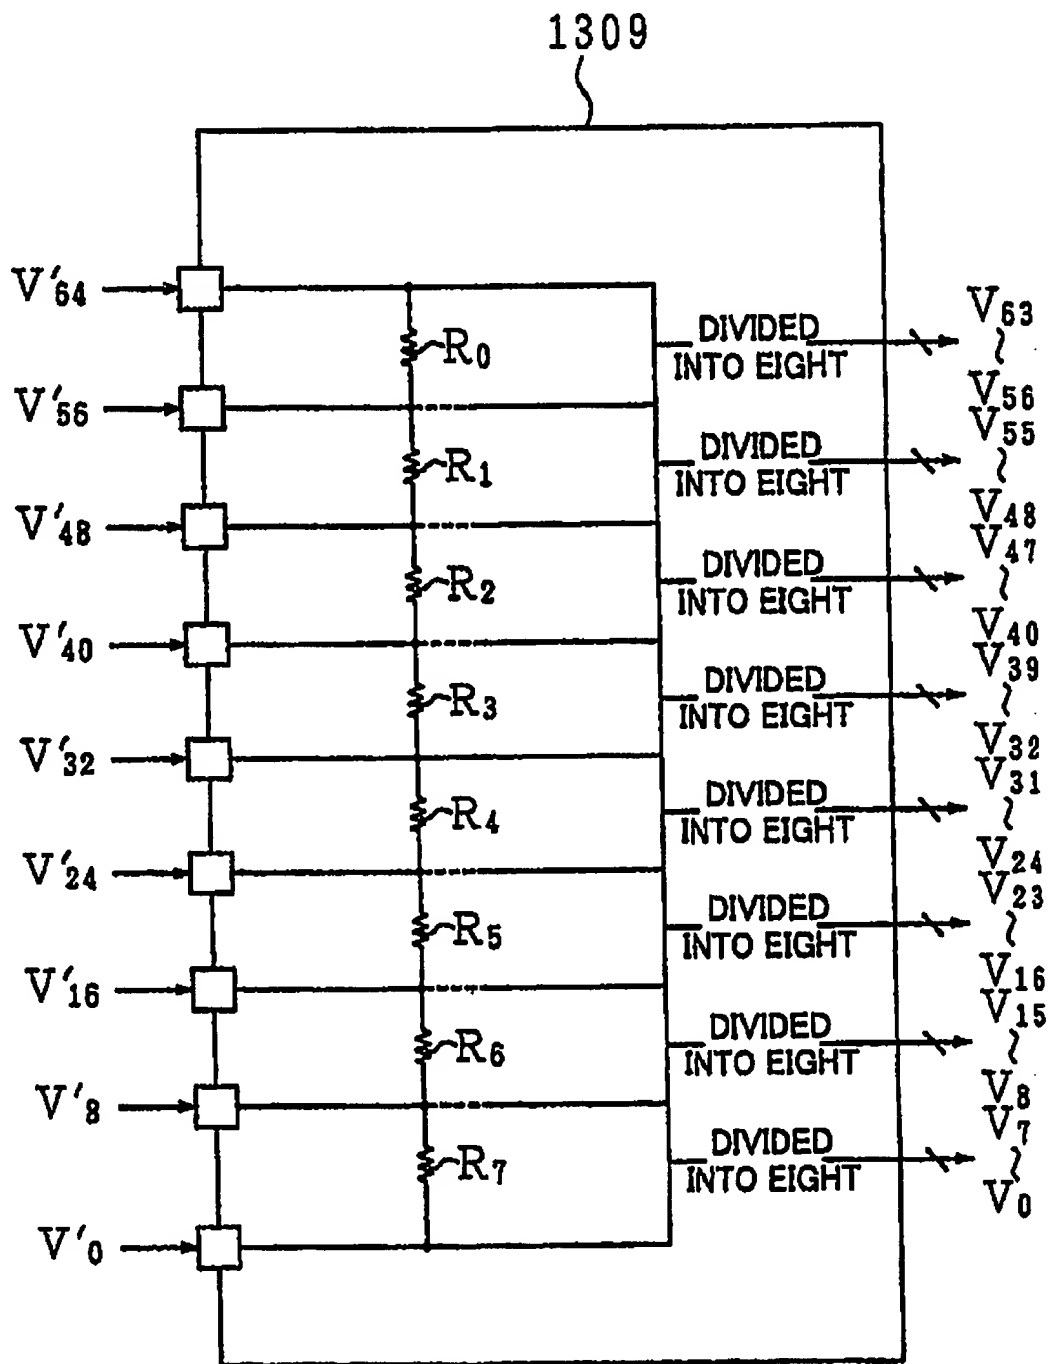 1309
V'64
V'56
V'48
V'40
V'32
V'24
V'16
V'8
V'0
R0
R1
R2
R3
R4
R5
R6
R7
DIVIDED
INTO EIGHT
DIVIDED
INTO EIGHT
DIVIDED
INTO EIGHT
DIVIDED
INTO EIGHT
DIVIDED
INTO EIGHT
DIVIDED
INTO EIGHT
DIVIDED
INTO EIGHT
DIVIDED
INTO EIGHT
V63
~
V56
V55
~
V48
V47
~
V40
V39
~
V32
V31
~
V24
V23
~
V16
V15
~
V8
V7
~
V0